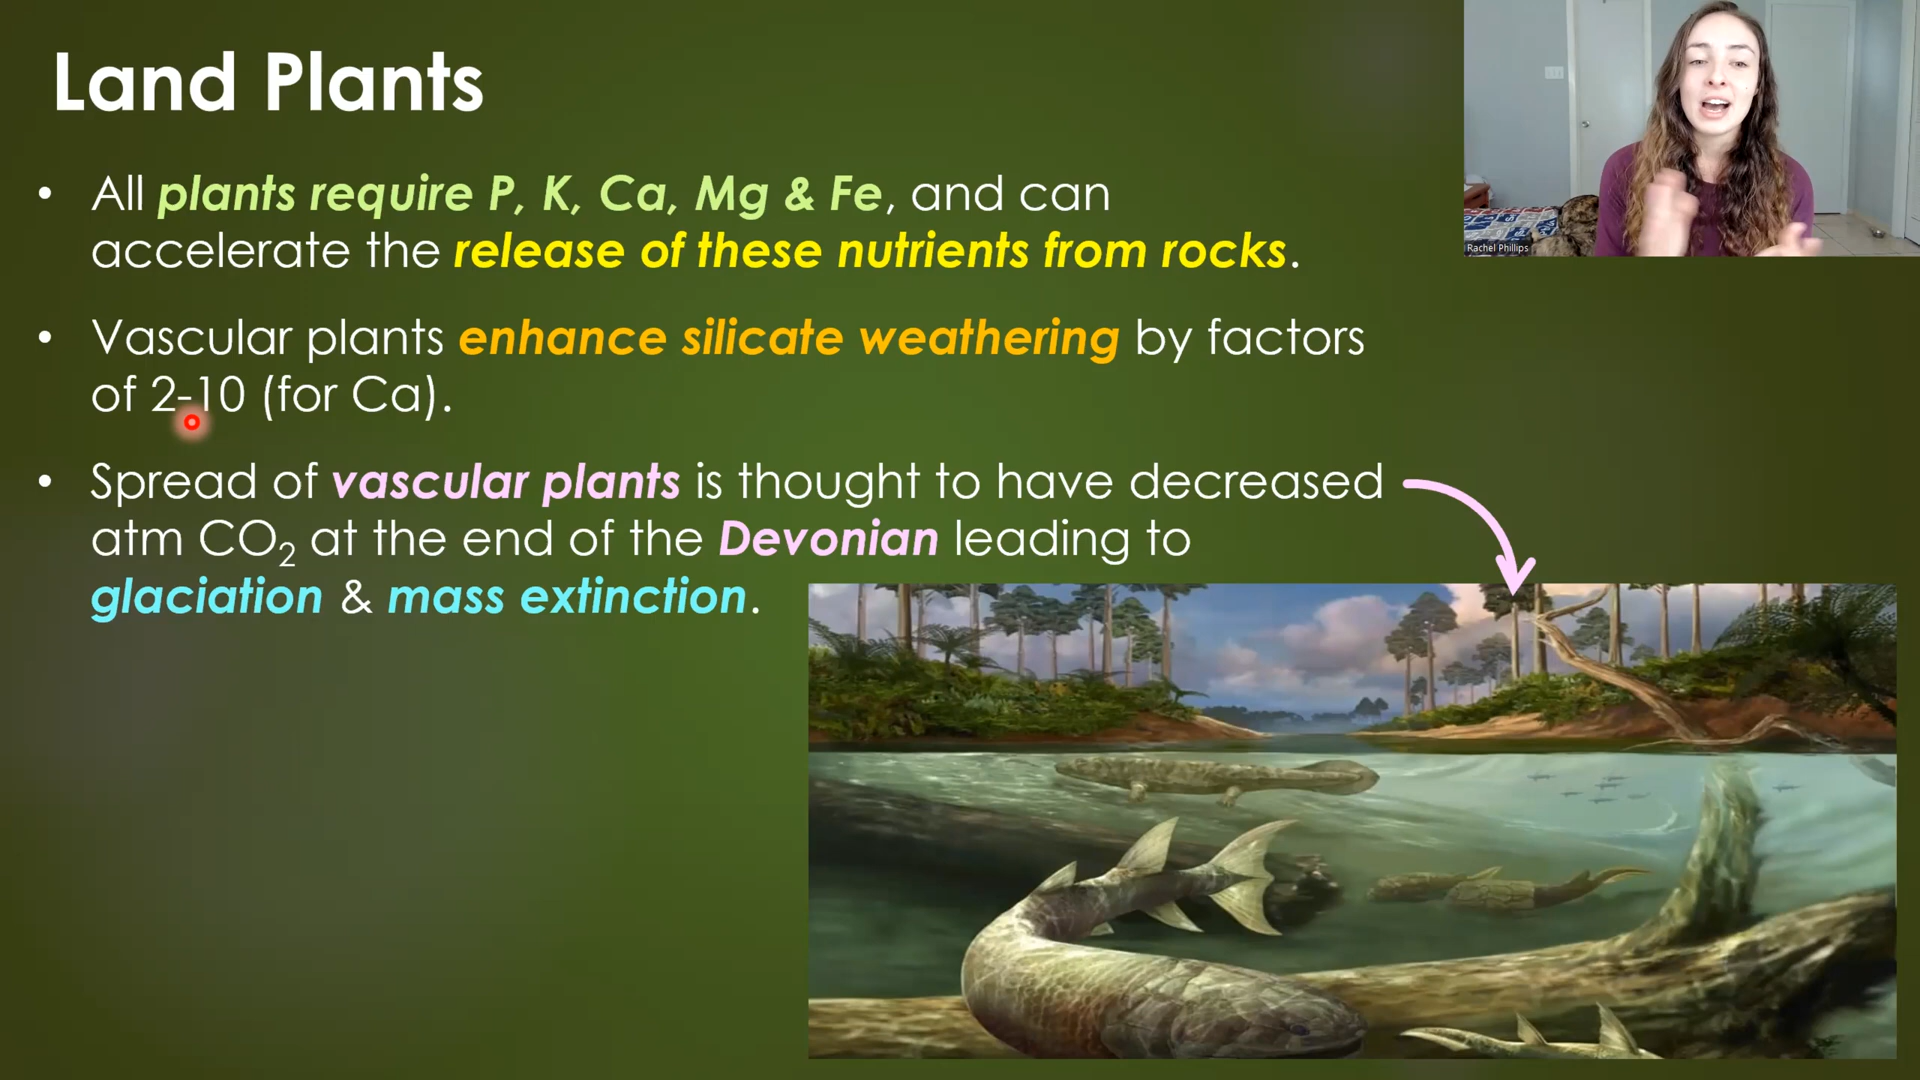 Land Plants
Rachel Phillips
• All plants require P, K, Ca, Mg & Fe, and can
accelerate the release of these nutrients from rocks.
• Vascular plants enhance silicate weathering by factors
of 2-10 (for Ca).
• Spread of vascular plants is thought to have decreased
atm CO₂ at the end of the Devonian leading to
glaciation & mass extinction.